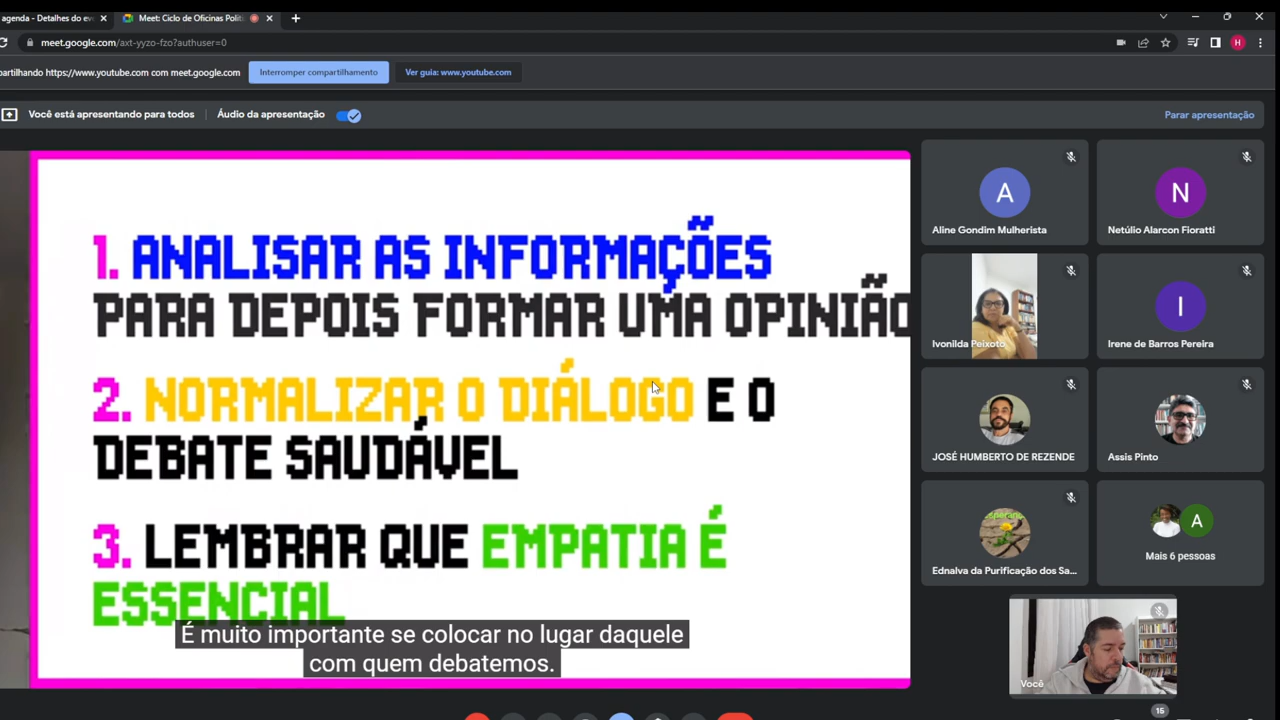 agenda - Detalhes do ev
Meet: Ciclo de Oficinas Políti
meet.google.com/axt-yyzo-fzo?authuser=0
H
partilhando https://www.youtube.com com meet.google.com
Interromper compartilhamento
Ver guia: www.youtube.com
Você está apresentando para todos
Áudio da apresentação
Parar apresentação
1. ANALISAR AS INFORMAÇÕES
PARA DEPOIS FORMAR UMA OPINIÃO
2. NORMALIZAR O DIÁLOGO E O
DEBATE SAUDÁVEL
3. LEMBRAR QUE EMPATIA É
ESSENCIAL
É muito importante se colocar no lugar daquele
com quem debatemos.
A
Aline Gondim Mulherista
N
Netúlio Alarcon Fioratti
Ivonilda Peixoto
I
Irene de Barros Pereira
JOSÉ HUMBERTO DE REZENDE
Assis Pinto
Ednalva da Purificação dos Sa...
A
Mais 6 pessoas
Você
15